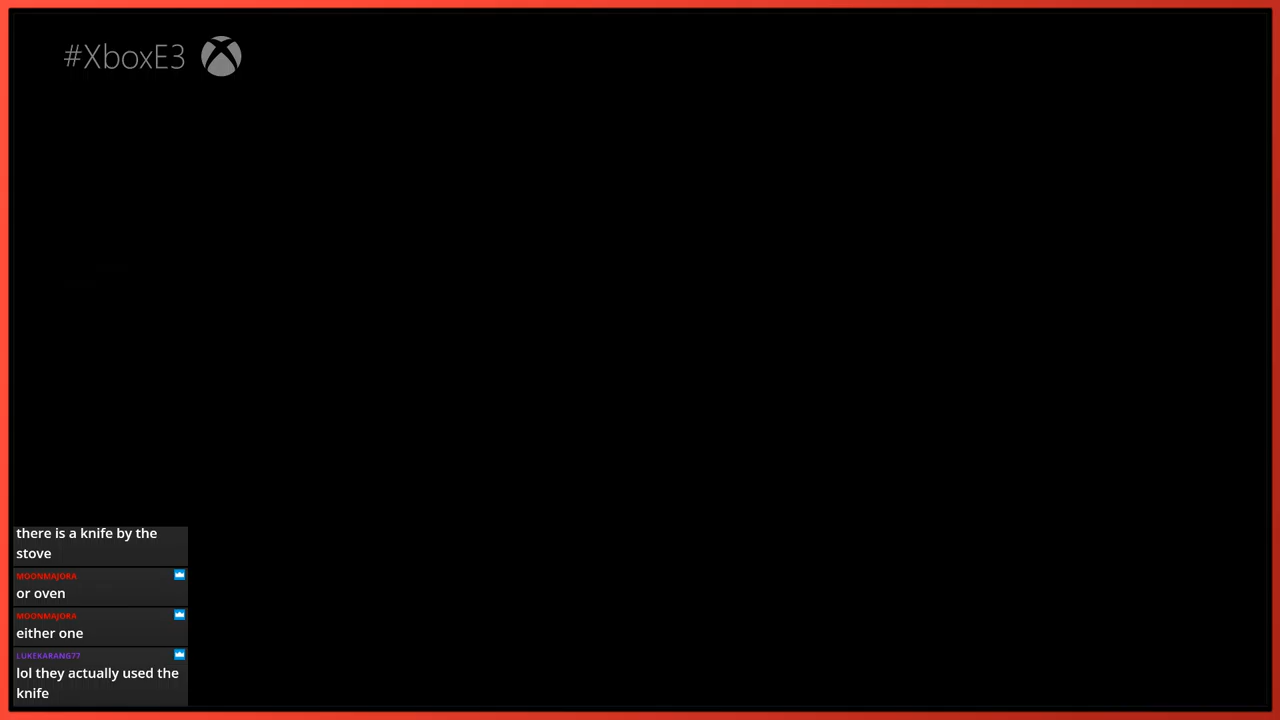 #XboxE3
there is a knife by the
stove
MOONMAJORA
or oven
MOONMAJORA
either one
LUKEKARANG77
lol they actually used the
knife